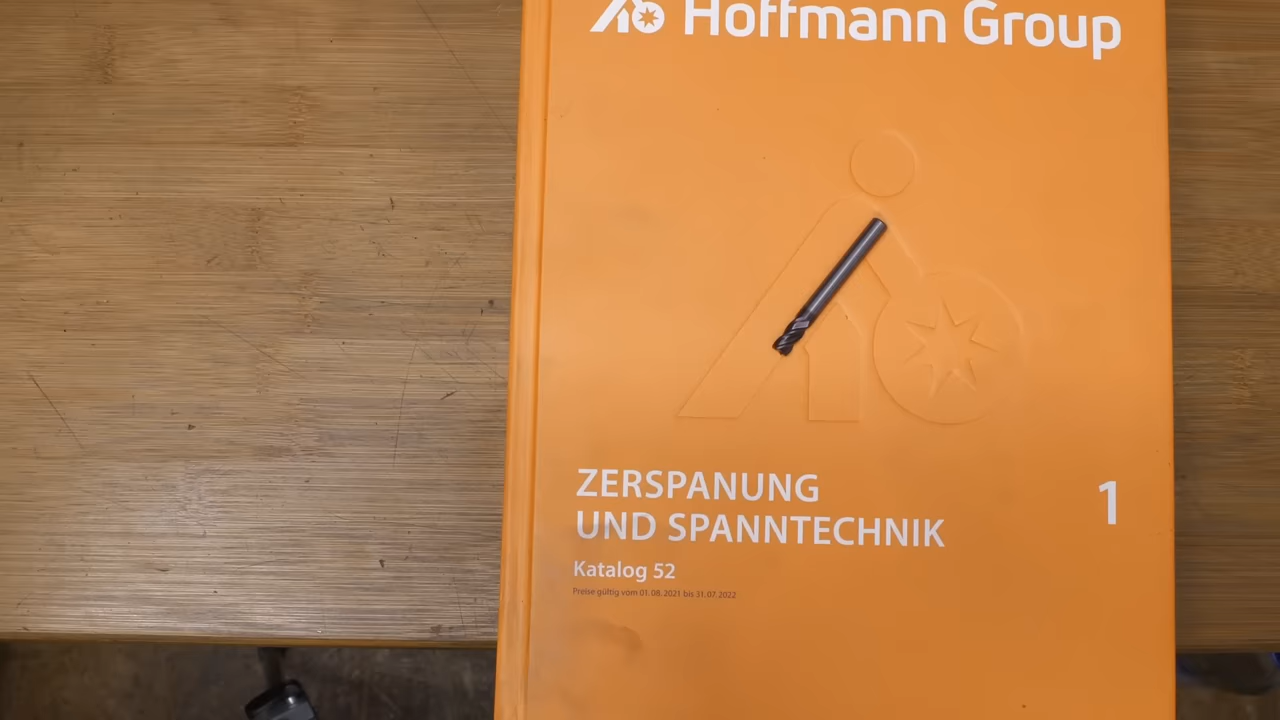 Hoffmann Group
ZERSPANUNG
UND SPANNTECHNIK
1
Katalog 52
Preise gültig vom 01.08.2021 bis 31.07.2022